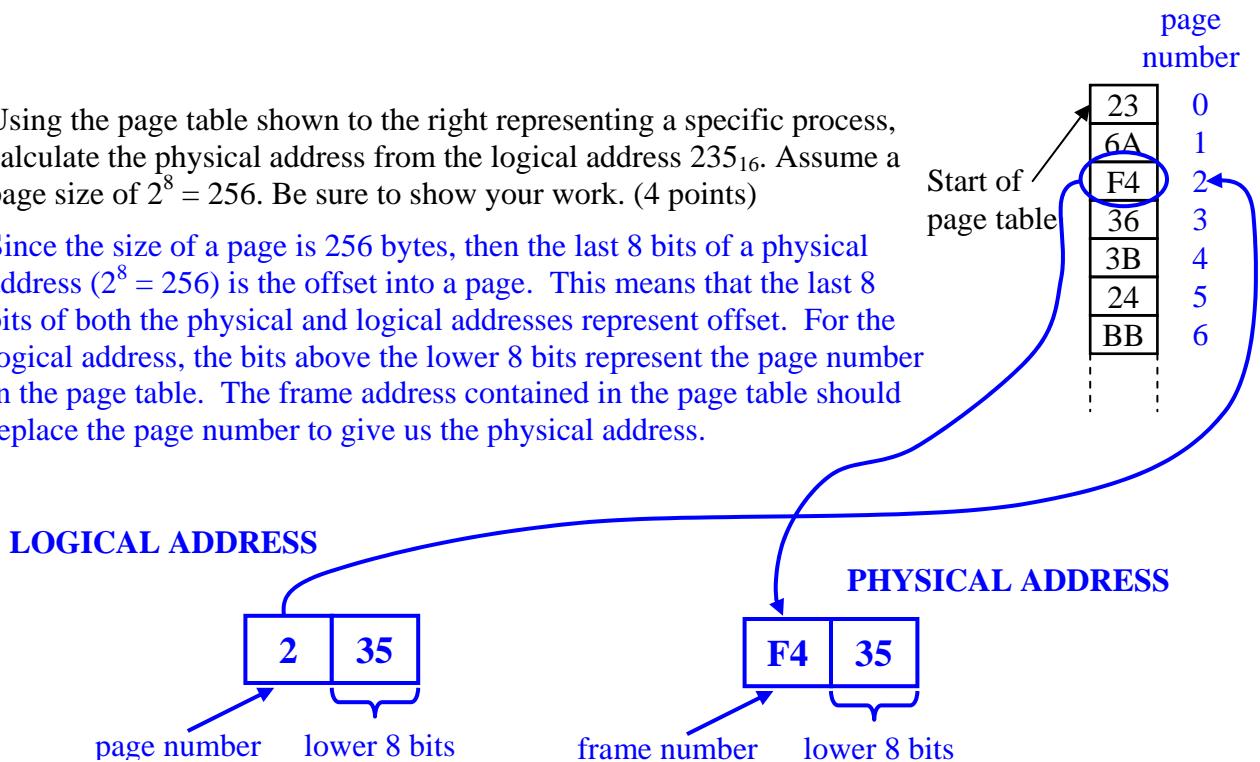 page
number
Using the page table shown to the right representing a specific process,
calculate the physical address from the logical address 235₁₆. Assume a
page size of 2⁸ = 256. Be sure to show your work. (4 points)
Since the size of a page is 256 bytes, then the last 8 bits of a physical
address (2⁸ = 256) is the offset into a page. This means that the last 8
bits of both the physical and logical addresses represent offset. For the
logical address, the bits above the lower 8 bits represent the page number
in the page table. The frame address contained in the page table should
replace the page number to give us the physical address.
Start of
page table
23 0
6A 1
F4 2
36 3
3B 4
24 5
BB 6
LOGICAL ADDRESS
2 35
page number lower 8 bits
PHYSICAL ADDRESS
F4 35
frame number lower 8 bits